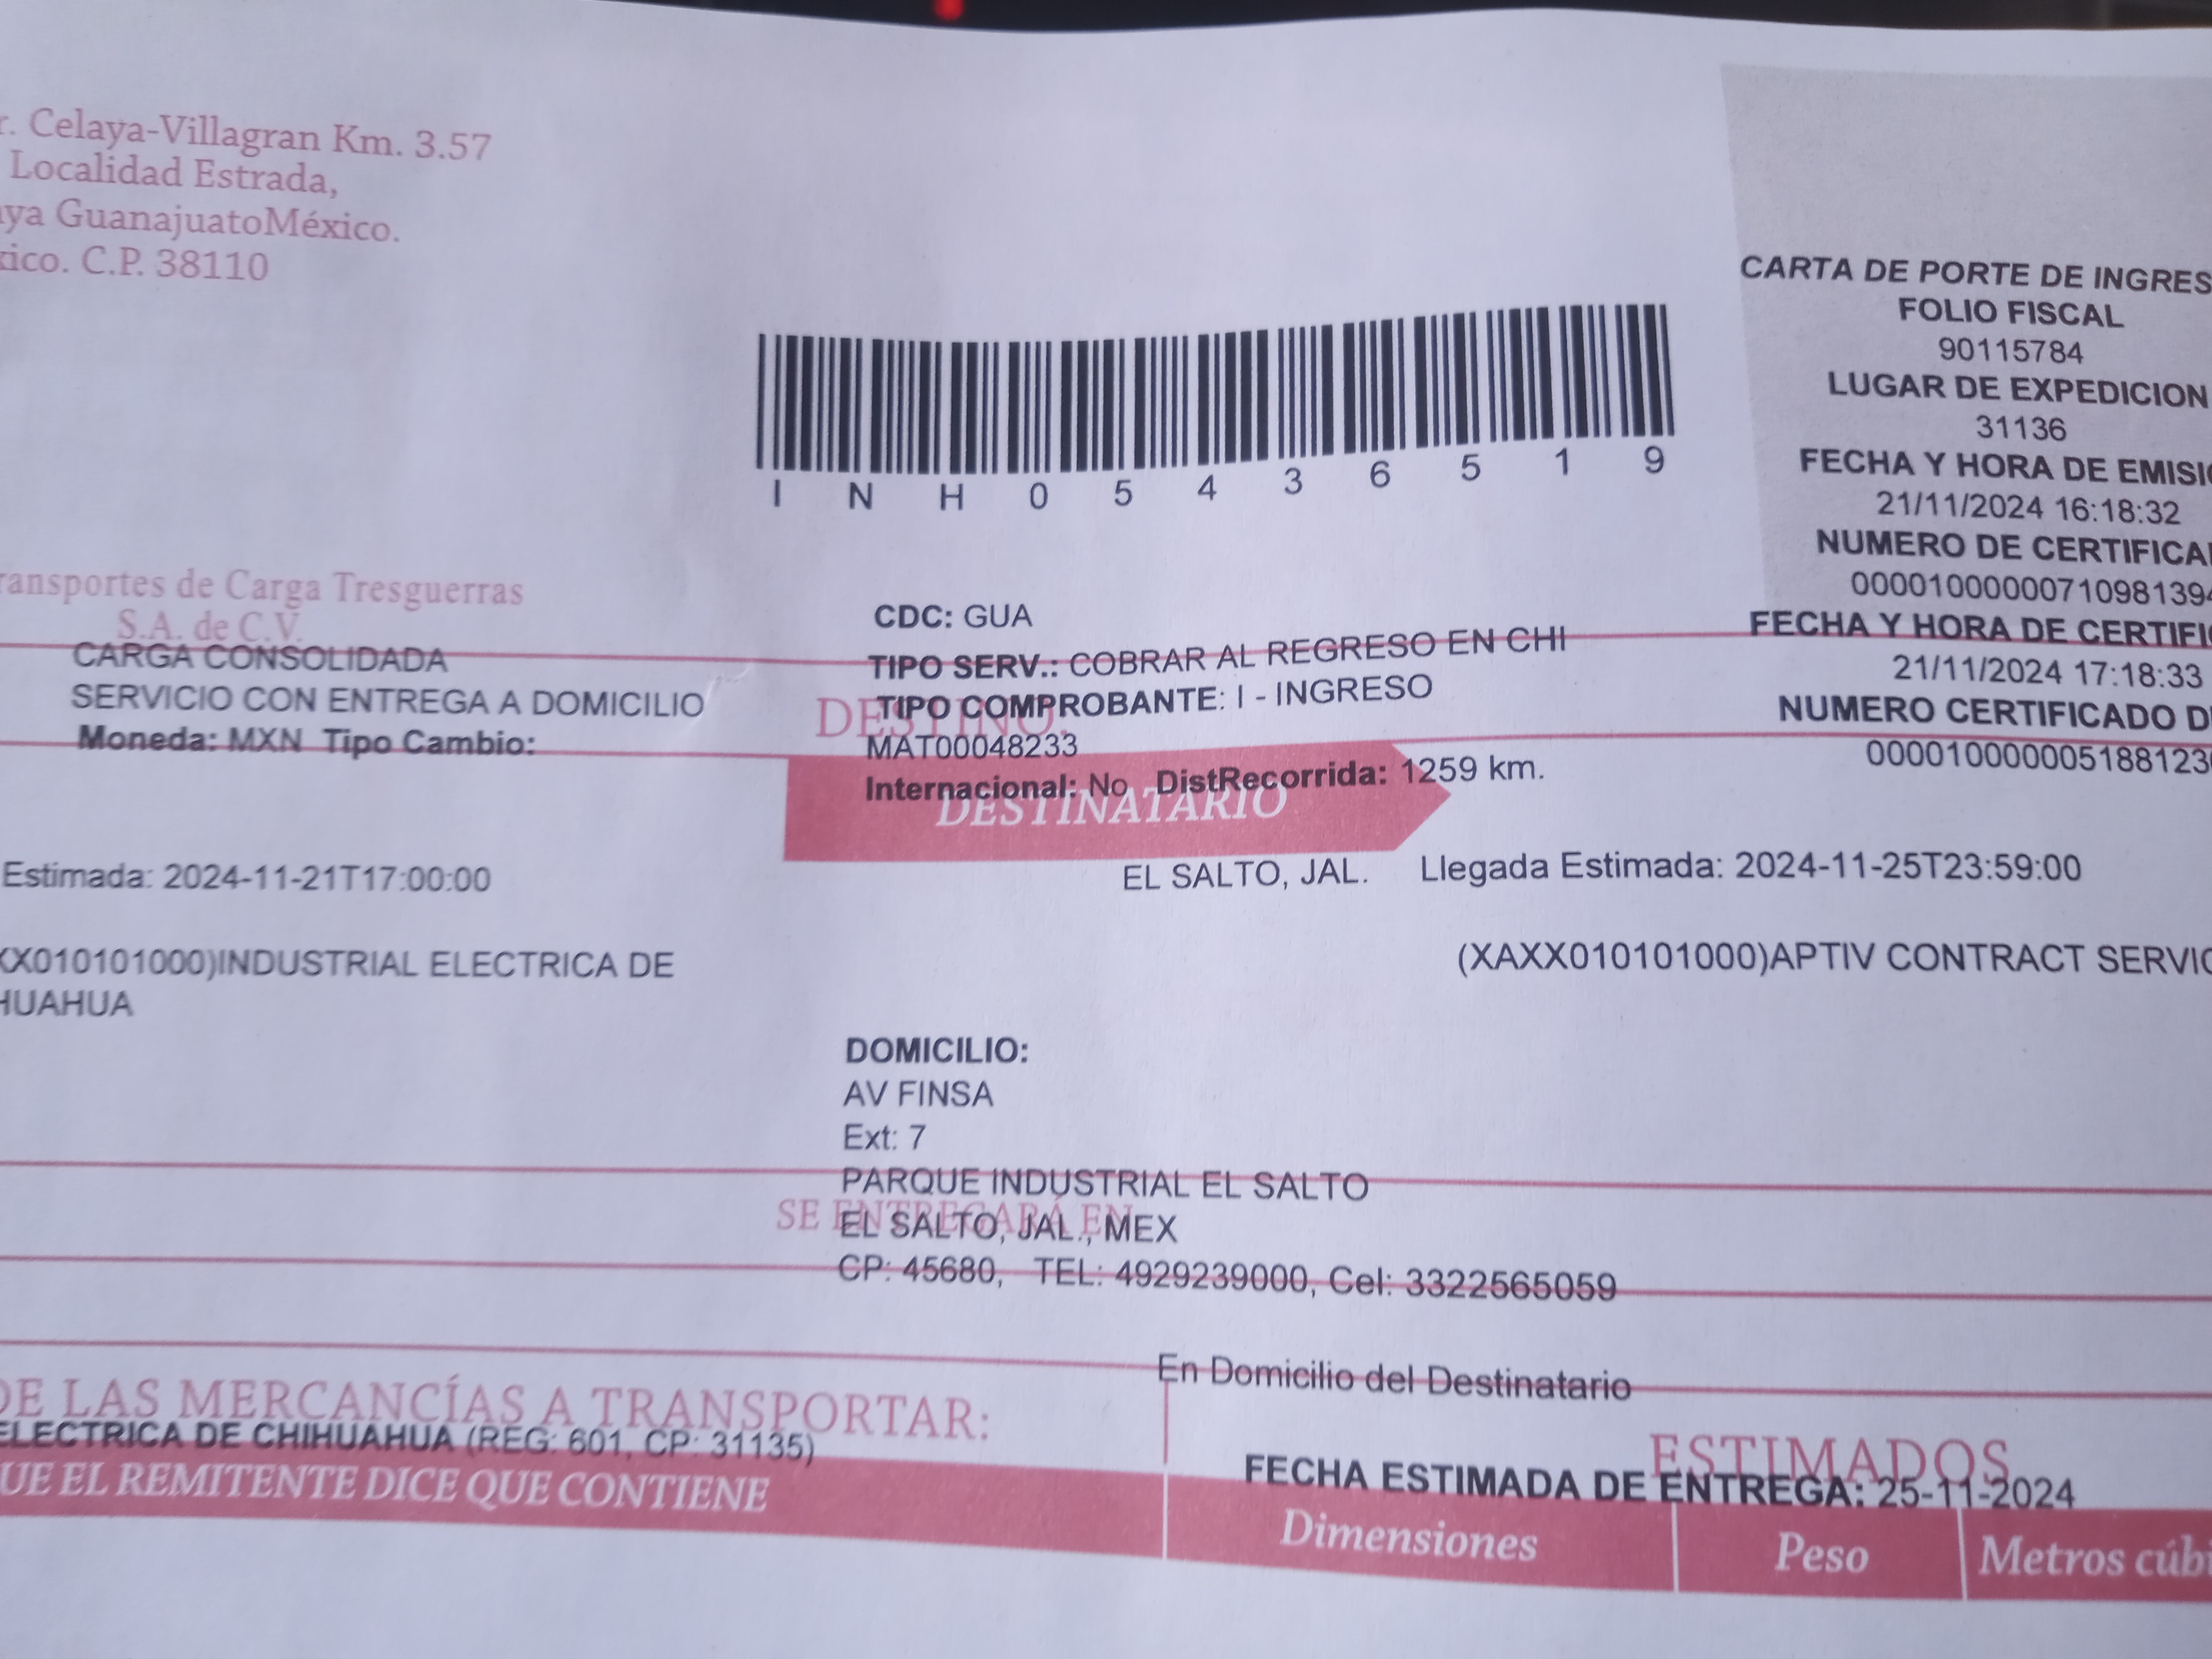 r. Celaya-Villagran Km. 3.57
Localidad Estrada,
aya GuanajuatoMéxico.
xico. C.P. 38110
I N H 0 5 4 3 6 5 1 9
CARTA DE PORTE DE INGRES
FOLIO FISCAL
90115784
LUGAR DE EXPEDICION
31136
FECHA Y HORA DE EMISIO
21/11/2024 16:18:32
NUMERO DE CERTIFICA
0000100000071098139
FECHA Y HORA DE CERTIFI
21/11/2024 17:18:33
NUMERO CERTIFICADO D
000010000005188123
ransportes de Carga Tresguerras
S.A. de C.V.
CARGA CONSOLIDADA
SERVICIO CON ENTREGA A DOMICILIO
Moneda: MXN Tipo Cambio:
CDC: GUA
TIPO SERV.: COBRAR AL REGRESO EN CHI
TIPO COMPROBANTE: I - INGRESO
DESTINO:
MAT00048233
Internacional: No DistRecorrida: 1259 km.
DESTINATARIO
Estimada: 2024-11-21T17:00:00
EL SALTO, JAL. Llegada Estimada: 2024-11-25T23:59:00
XX010101000)INDUSTRIAL ELECTRICA DE
HUAHUA
(XAXX010101000)APTIV CONTRACT SERVIC
DOMICILIO:
AV FINSA
Ext: 7
PARQUE INDUSTRIAL EL SALTO
SE ENTREGARÁ EN
EL SALTO, JAL., MEX
CP: 45680, TEL: 4929239000, Cel: 3322565059
En Domicilio del Destinatario
DE LAS MERCANCÍAS A TRANSPORTAR:
ELECTRICA DE CHIHUAHUA (REG: 601, CP: 31135)
UE EL REMITENTE DICE QUE CONTIENE
ESTIMADOS
FECHA ESTIMADA DE ENTREGA: 25-11-2024
Dimensiones
Peso
Metros cúbi